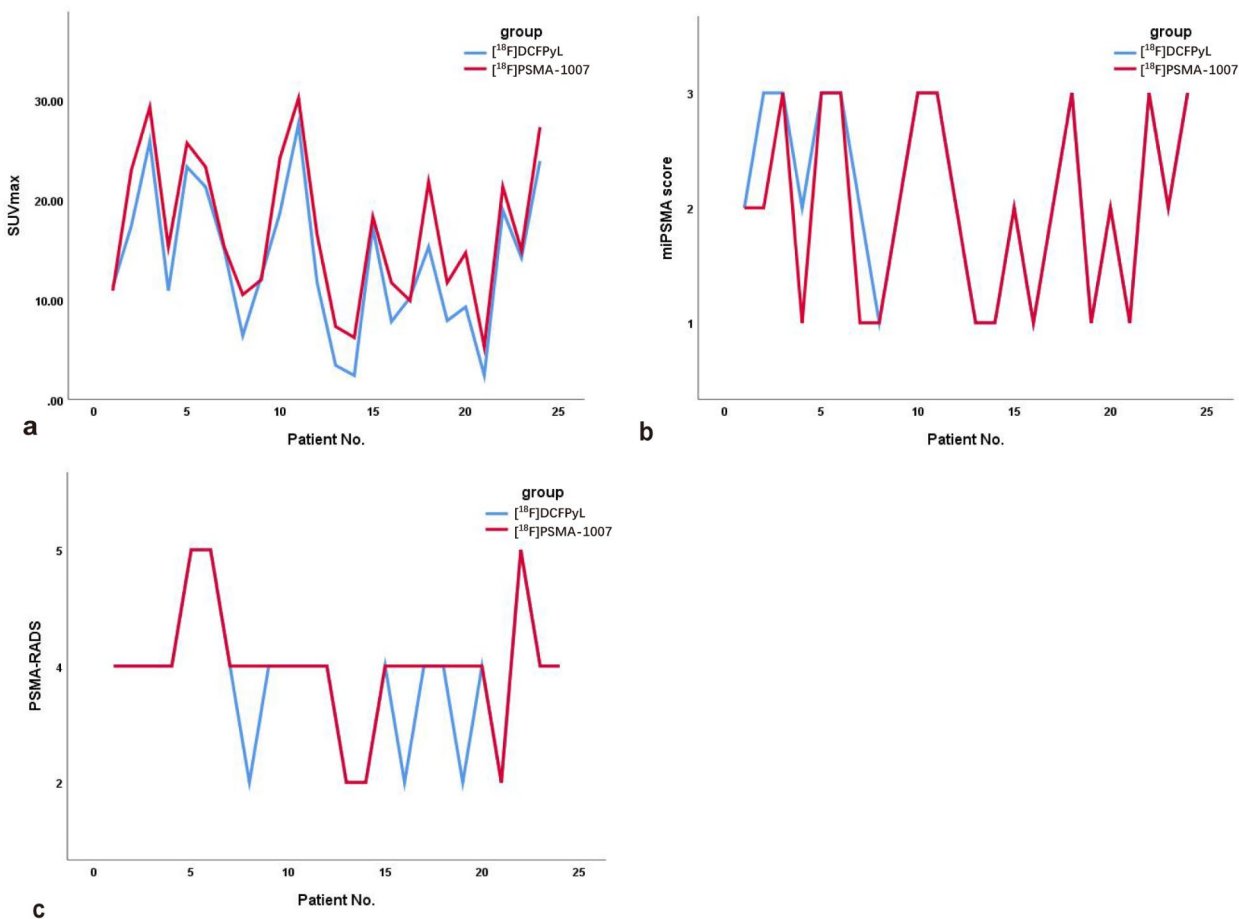 group
[¹⁸F]DCFPyL
[¹⁸F]PSMA-1007
30.00
20.00
10.00
.00
SUVmax
0 5 10 15 20 25
Patient No.
a
group
[¹⁸F]DCFPyL
[¹⁸F]PSMA-1007
3
2
1
miPSMA score
0 5 10 15 20 25
Patient No.
b
group
[¹⁸F]DCFPyL
[¹⁸F]PSMA-1007
5
4
2
PSMA-RADS
0 5 10 15 20 25
Patient No.
c